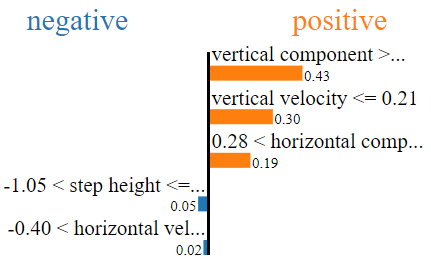 negative positive
vertical component >...
0.43
vertical velocity <= 0.21
0.30
0.28 < horizontal comp...
0.19
-1.05 < step height <=...
0.05
-0.40 < horizontal vel...
0.02